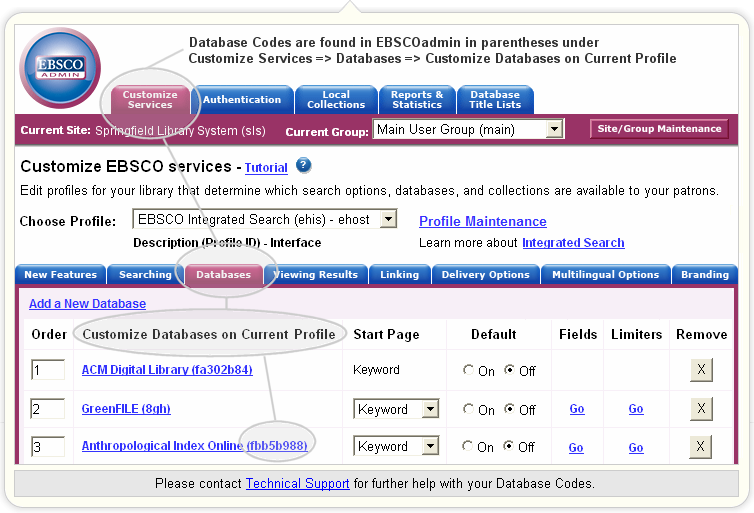 Database Codes are found in EBSCOadmin in parentheses under
Customize Services => Databases => Customize Databases on Current Profile
EBSCO
ADMIN
Customize Services
Authentication
Local Collections
Reports & Statistics
Database Title Lists
Current Site: Springfield Library System (sls)
Current Group: Main User Group (main)
Site/Group Maintenance
Customize EBSCO services - Tutorial ?
Edit profiles for your library that determine which search options, databases, and collections are available to your patrons.
Choose Profile: EBSCO Integrated Search (ehis) - ehost
Profile Maintenance
Description (Profile ID) - Interface
Learn more about Integrated Search
New Features Searching Databases Viewing Results Linking Delivery Options Multilingual Options Branding
Add a New Database
Order Customize Databases on Current Profile Start Page Default Fields Limiters Remove
1 ACM Digital Library (fa302b84) Keyword On Off X
2 GreenFILE (8gh) Keyword On Off Go Go X
3 Anthropological Index Online (fbb5b988) Keyword On Off Go Go X
Please contact Technical Support for further help with your Database Codes.